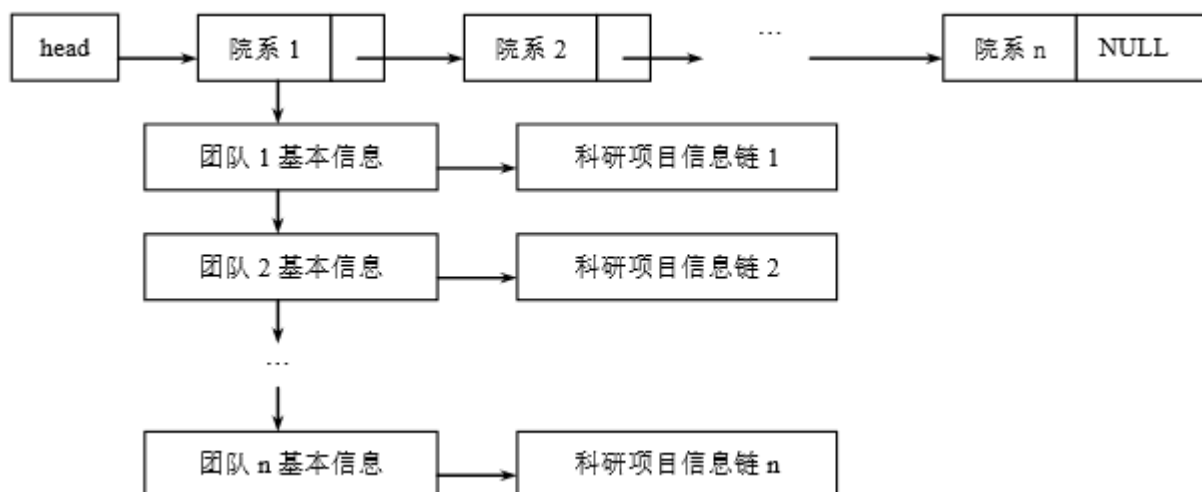 head 院系 1 院系 2 … 院系 n NULL
团队 1 基本信息 科研项目信息链 1
团队 2 基本信息 科研项目信息链 2
…
团队 n 基本信息 科研项目信息链 n